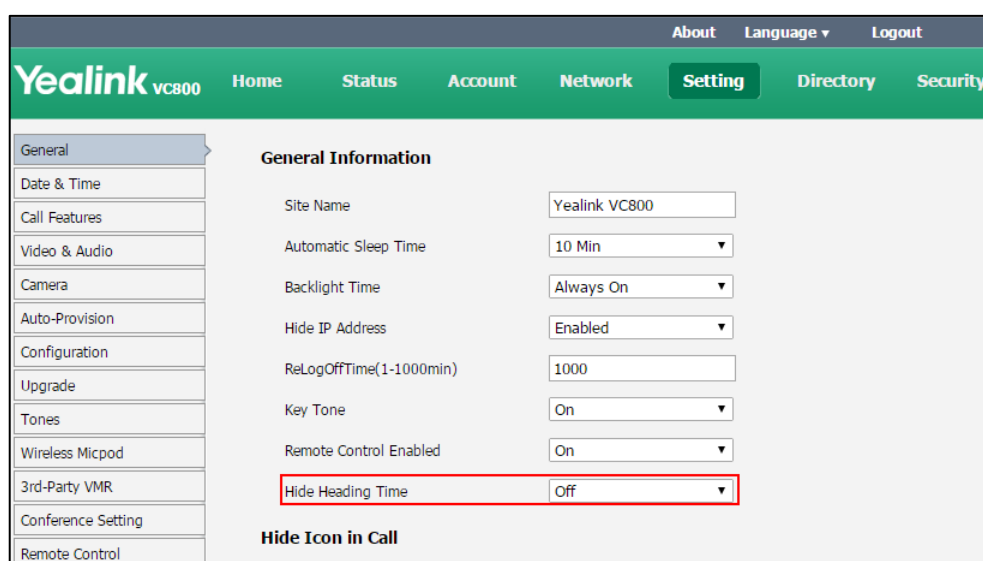 About Language ▾ Logout
Yealink VC800 Home Status Account Network Setting Directory Security
General
Date & Time
Call Features
Video & Audio
Camera
Auto-Provision
Configuration
Upgrade
Tones
Wireless Micpod
3rd-Party VMR
Conference Setting
Remote Control
General Information
Site Name Yealink VC800
Automatic Sleep Time 10 Min
Backlight Time Always On
Hide IP Address Enabled
ReLogOffTime(1-1000min) 1000
Key Tone On
Remote Control Enabled On
Hide Heading Time Off
Hide Icon in Call